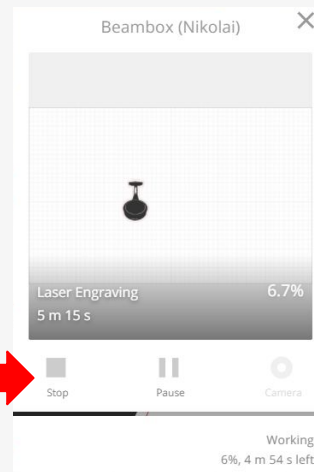 Beambox (Nikolai)
Laser Engraving 6.7%
5 m 15 s
Stop Pause Camera
Working
6%, 4 m 54 s left